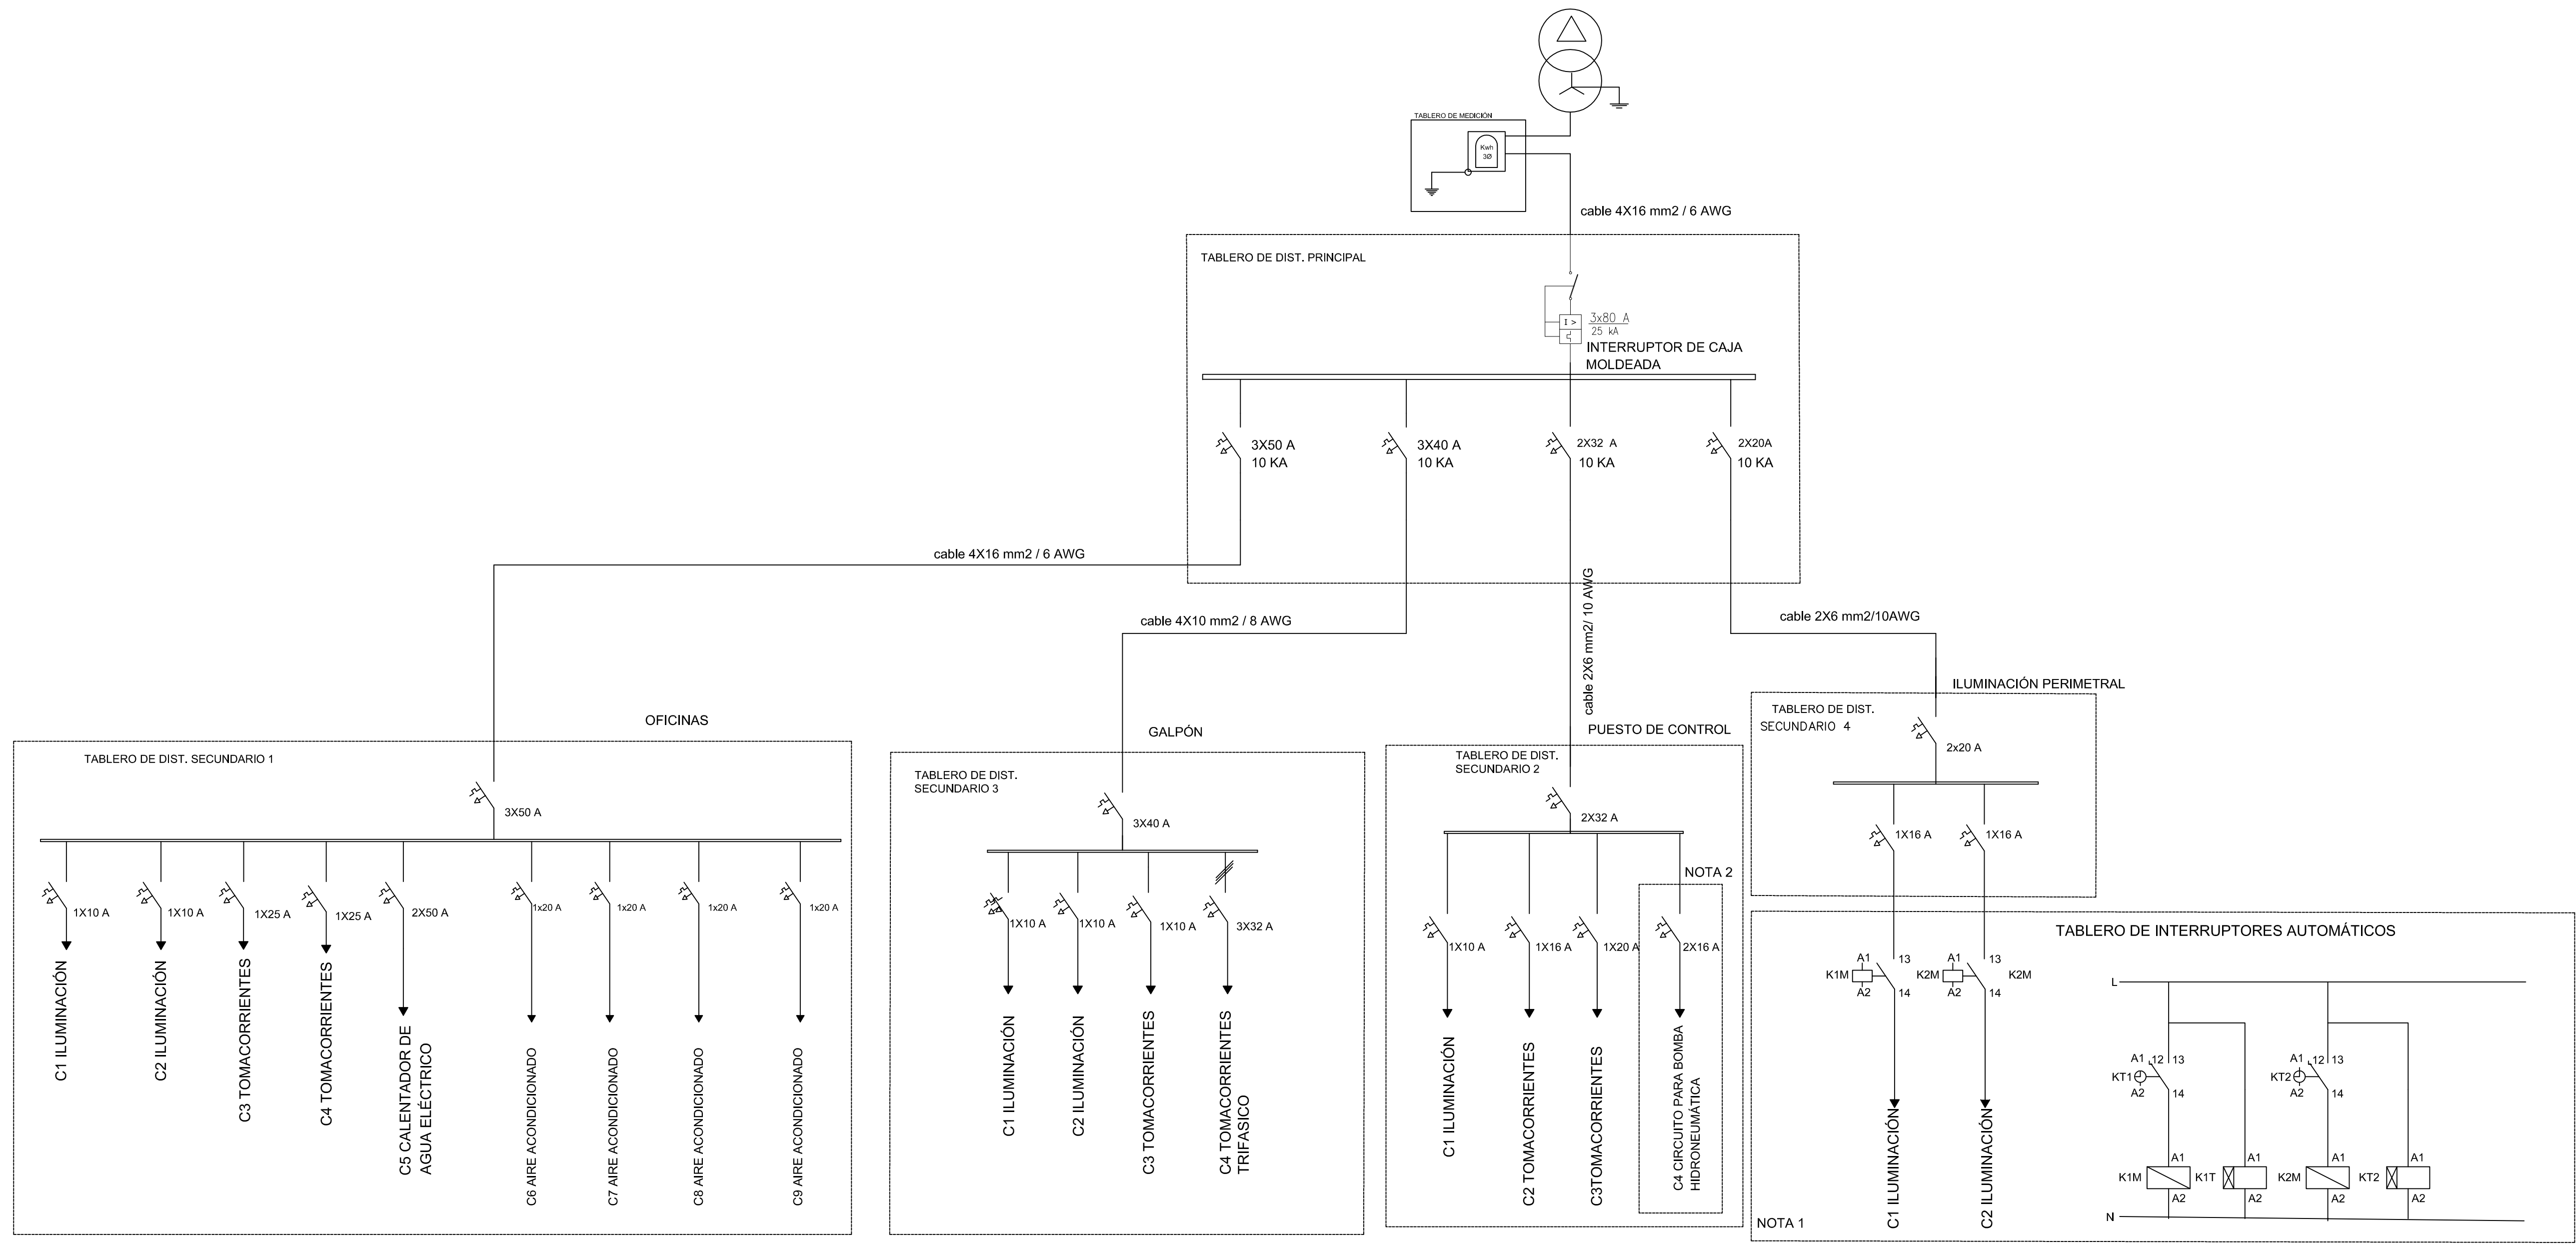 TABLERO DE MEDICIÓN
Kwh
3Ø
cable 4X16 mm2 / 6 AWG
TABLERO DE DIST. PRINCIPAL
I >
3x80 A
25 kA
INTERRUPTOR DE CAJA
MOLDEADA
3X50 A
10 KA
3X40 A
10 KA
2X32 A
10 KA
2X20A
10 KA
cable 4X16 mm2 / 6 AWG
cable 4X10 mm2 / 8 AWG
cable 2X6 mm2/ 10 AWG
cable 2X6 mm2/10AWG
OFICINAS
TABLERO DE DIST. SECUNDARIO 1
3X50 A
1X10 A
1X10 A
1X25 A
1X25 A
2X50 A
1x20 A
1x20 A
1x20 A
1x20 A
C1 ILUMINACIÓN
C2 ILUMINACIÓN
C3 TOMACORRIENTES
C4 TOMACORRIENTES
C5 CALENTADOR DE
AGUA ELÉCTRICO
C6 AIRE ACONDICIONADO
C7 AIRE ACONDICIONADO
C8 AIRE ACONDICIONADO
C9 AIRE ACONDICIONADO
GALPÓN
TABLERO DE DIST.
SECUNDARIO 3
3X40 A
1X10 A
1X10 A
1X10 A
3X32 A
C1 ILUMINACIÓN
C2 ILUMINACIÓN
C3 TOMACORRIENTES
C4 TOMACORRIENTES
TRIFASICO
PUESTO DE CONTROL
TABLERO DE DIST.
SECUNDARIO 2
2X32 A
NOTA 2
1X10 A
1X16 A
1X20 A
2X16 A
C1 ILUMINACIÓN
C2 TOMACORRIENTES
C3TOMACORRIENTES
C4 CIRCUITO PARA BOMBA
HIDRONEUMÁTICA
ILUMINACIÓN PERIMETRAL
TABLERO DE DIST.
SECUNDARIO 4
2x20 A
1X16 A
1X16 A
TABLERO DE INTERRUPTORES AUTOMÁTICOS
A1
13
K1M
A2
14
A1
13
K2M
K2M
A2
14
C1 ILUMINACIÓN
C2 ILUMINACIÓN
L
A1 12 13
KT1
A2
14
A1 12 13
KT2
A2
14
A1
K1M
A2
A1
K1T
A2
A1
K2M
A2
A1
KT2
A2
N
NOTA 1